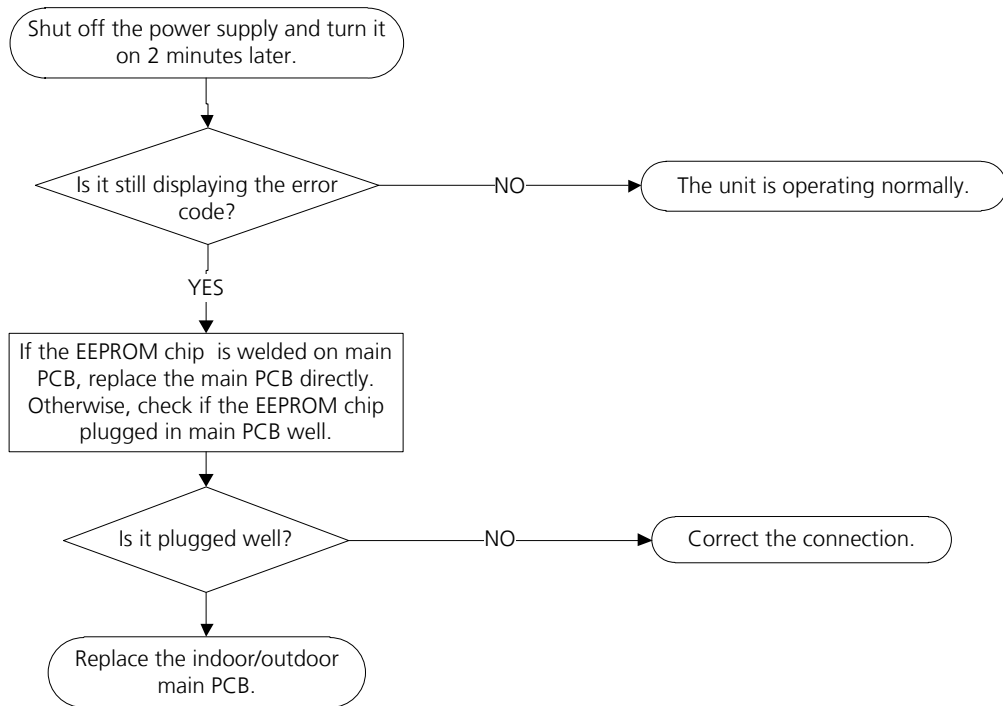 Shut off the power supply and turn it
on 2 minutes later.
Is it still displaying the error
code?
NO
The unit is operating normally.
YES
If the EEPROM chip  is welded on main
PCB, replace the main PCB directly.
Otherwise, check if the EEPROM chip
plugged in main PCB well.
Is it plugged well?
NO
Correct the connection.
Replace the indoor/outdoor
main PCB.